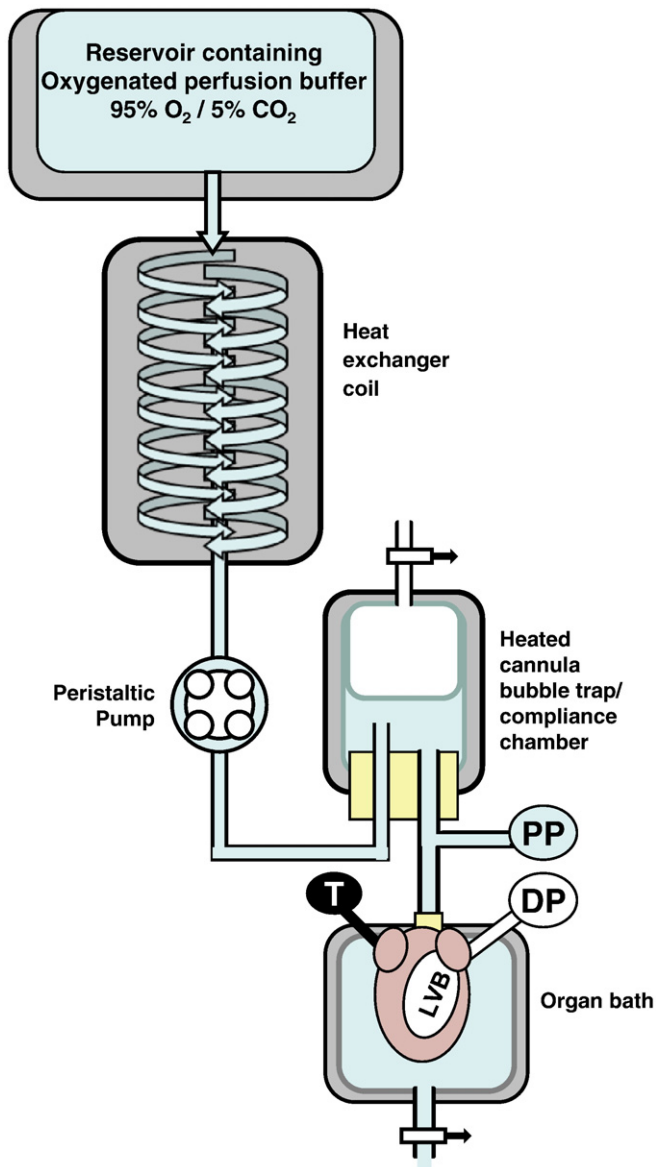 Reservoir containing
Oxygenated perfusion buffer
95% O₂ / 5% CO₂
Heat
exchanger
coil
Heated
cannula
bubble trap/
compliance
chamber
Peristaltic
Pump
PP
T
DP
LVB
Organ bath